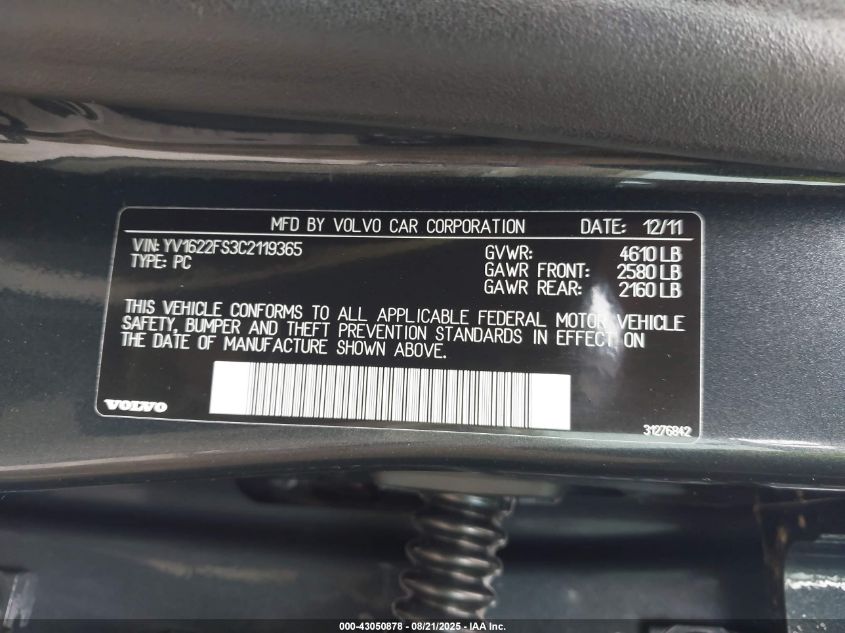 MFD BY VOLVO CAR CORPORATION DATE: 12/11
VIN: YV1622FS3C2119365
TYPE: PC
GVWR: 4610 LB
GAWR FRONT: 2580 LB
GAWR REAR: 2160 LB
THIS VEHICLE CONFORMS TO ALL APPLICABLE FEDERAL MOTOR VEHICLE
SAFETY, BUMPER AND THEFT PREVENTION STANDARDS IN EFFECT ON
THE DATE OF MANUFACTURE SHOWN ABOVE.
VOLVO
31276842
000-43050878 - 08/21/2025 - IAA Inc.